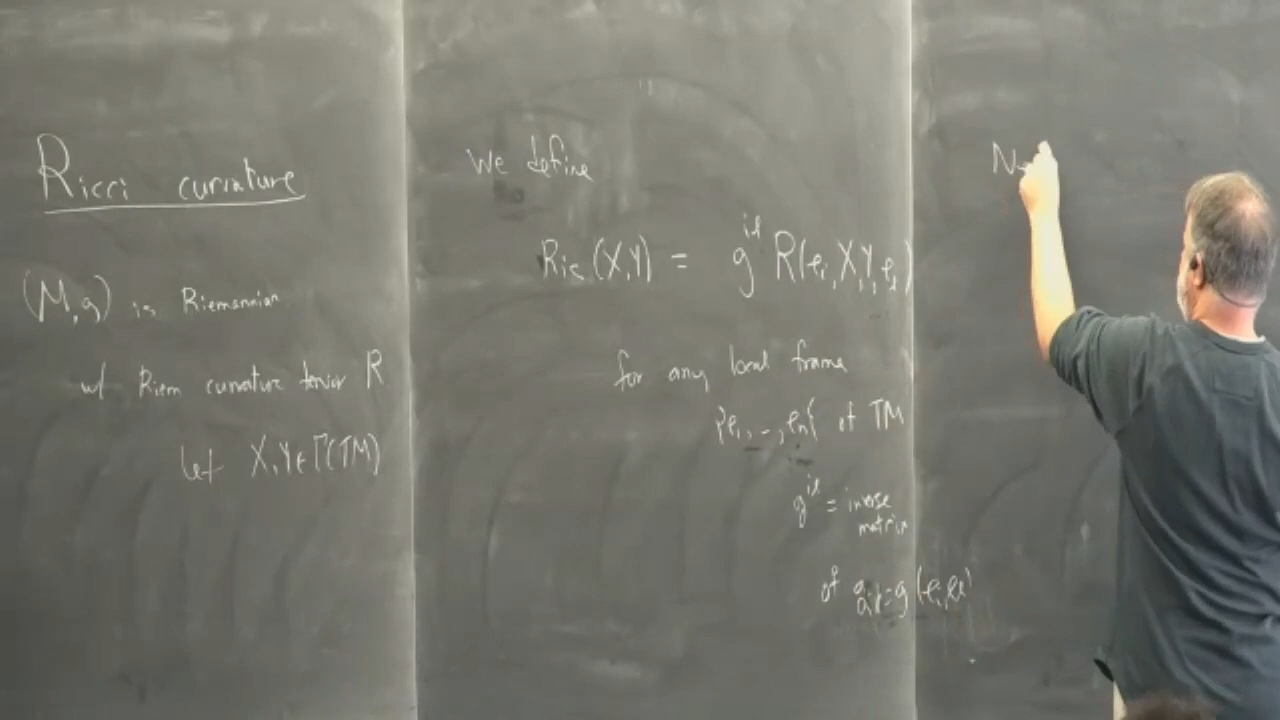 Ricci curvature
(M,g) is Riemannian
w/ Riem curvature tensor R
let X,Y∈Γ(TM)
We define
Ric(X,Y) = g^{il} R(e_i,X,Y,e_l)
for any local frame
{e_1,..,e_n} of TM
g^{il} = inverse
matrix
of g_{il}=g(e_i,e_l)